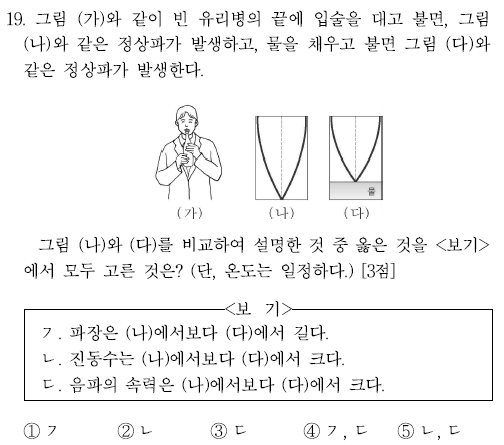 19. 그림 (가)와 같이 빈 유리병의 끝에 입술을 대고 불면, 그림
(나)와 같은 정상파가 발생하고, 물을 채우고 불면 그림 (다)와
같은 정상파가 발생한다.
물
(가) (나) (다)
그림 (나)와 (다)를 비교하여 설명한 것 중 옳은 것을 <보기>
에서 모두 고른 것은? (단, 온도는 일정하다.) [3점]
<보 기>
ㄱ. 파장은 (나)에서보다 (다)에서 길다.
ㄴ. 진동수는 (나)에서보다 (다)에서 크다.
ㄷ. 음파의 속력은 (나)에서보다 (다)에서 크다.
① ㄱ ② ㄴ ③ ㄷ ④ ㄱ, ㄷ ⑤ ㄴ, ㄷ